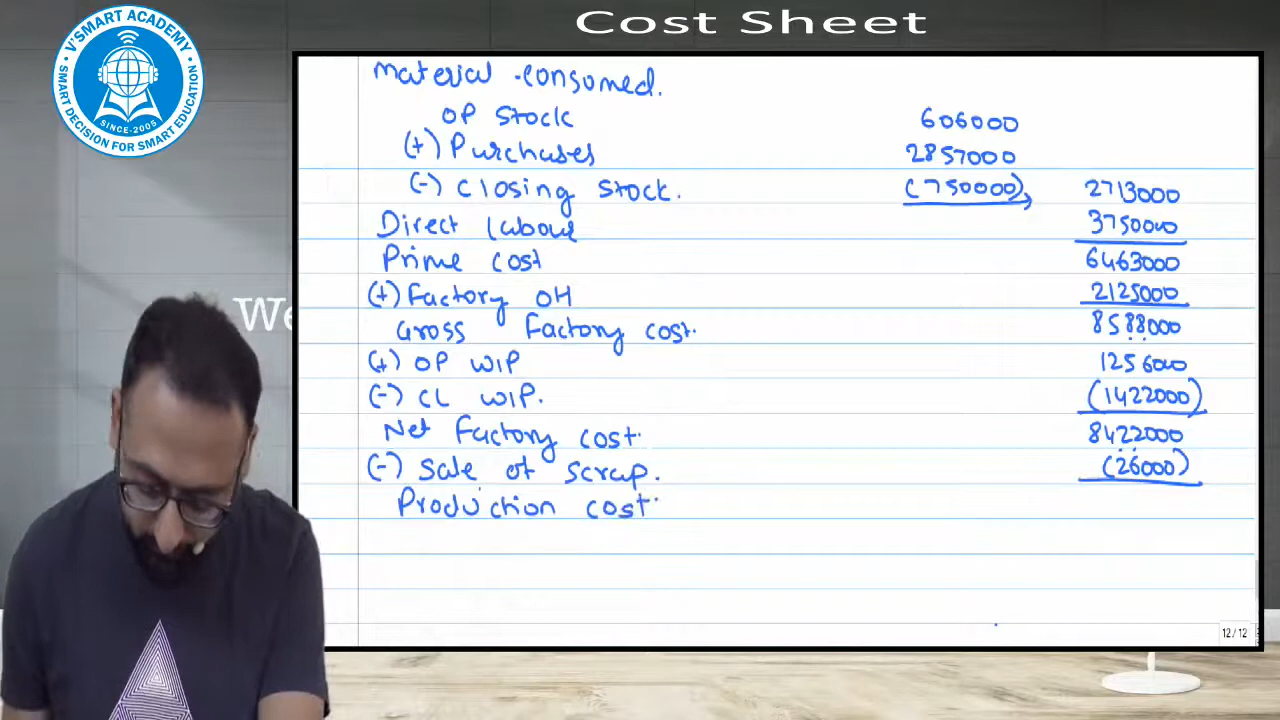 Cost Sheet
V'SMART ACADEMY
SINCE-2005
SMART DECISION FOR SMART EDUCATION
We
Material consumed.
OP Stock 606000
(+) Purchases 2857000
(-) Closing stock. (750000) 2713000
Direct labour 3750000
Prime cost 6463000
(+) Factory OH 2125000
Gross Factory cost. 8588000
(+) OP WIP 1256000
(-) CL WIP. (1422000)
Net Factory cost. 8422000
(-) Sale of scrap. (26000)
Production cost.
12/12